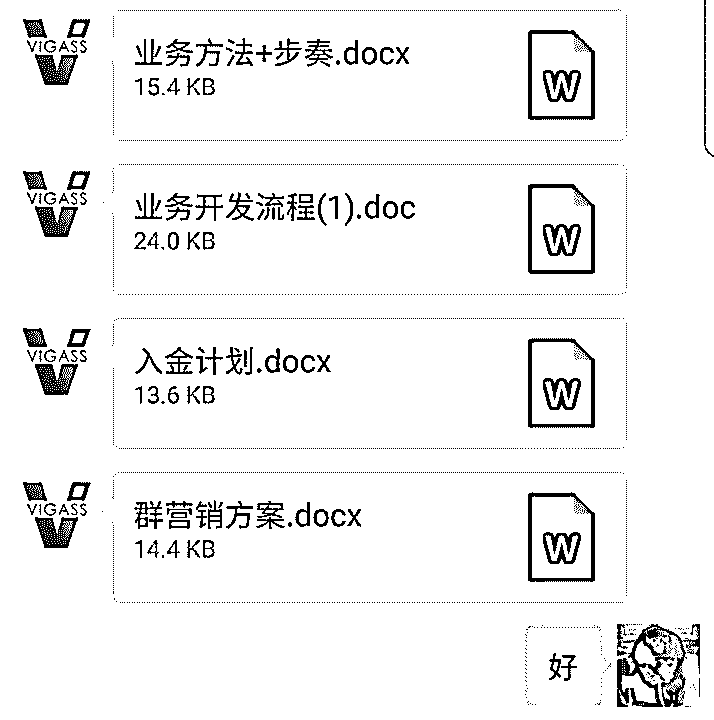 VIGASS
业务方法+步奏.docx
15.4 KB
W
VIGASS
业务开发流程(1).doc
24.0 KB
W
VIGASS
入金计划.docx
13.6 KB
W
VIGASS
群营销方案.docx
14.4 KB
W
好